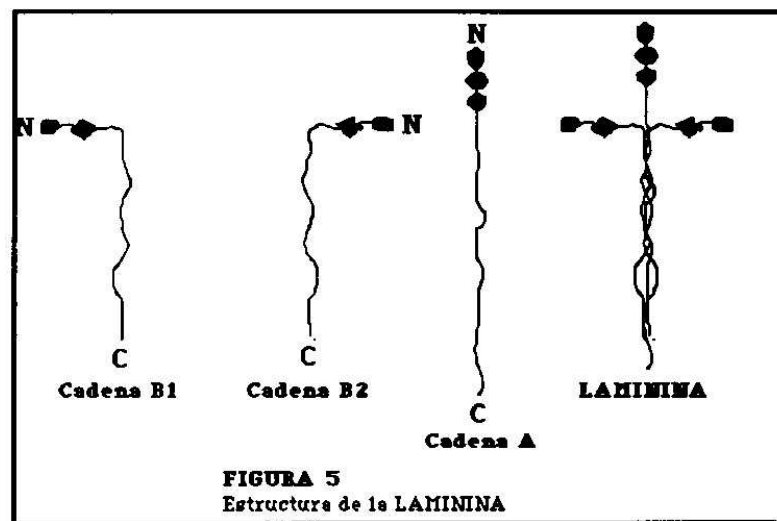 N
N
N
C
Cadena B1
C
Cadena B2
C
Cadena A
LAMININA
FIGURA 5
Estructura de la LAMININA